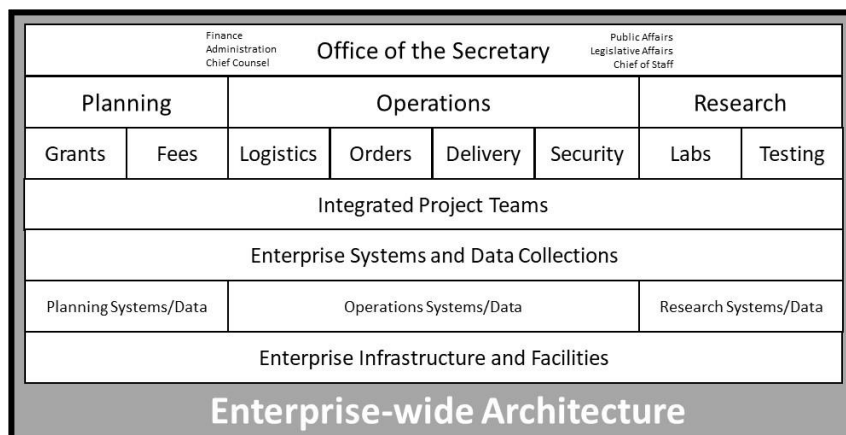 Finance
Administration
Chief Counsel
Office of the Secretary
Public Affairs
Legislative Affairs
Chief of Staff
Planning
Operations
Research
Grants
Fees
Logistics
Orders
Delivery
Security
Labs
Testing
Integrated Project Teams
Enterprise Systems and Data Collections
Planning Systems/Data
Operations Systems/Data
Research Systems/Data
Enterprise Infrastructure and Facilities
Enterprise-wide Architecture